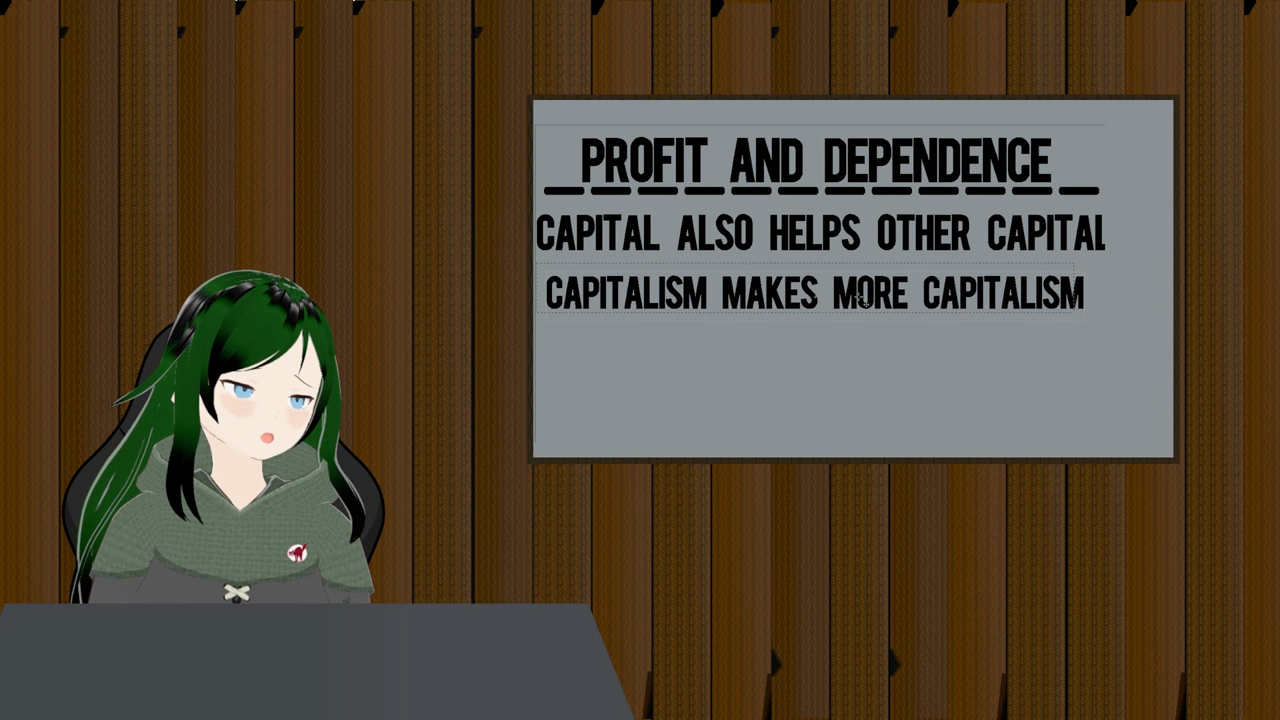 PROFIT AND DEPENDENCE
CAPITAL ALSO HELPS OTHER CAPITAL
CAPITALISM MAKES MORE CAPITALISM